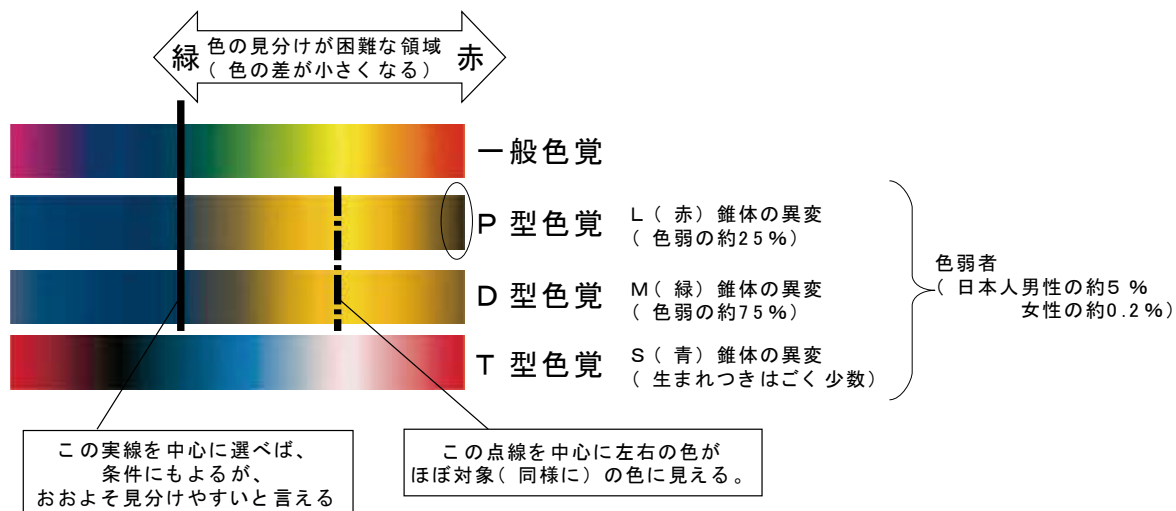 緑 色の見分けが困難な領域 赤
(色の差が小さくなる)
一般色覚
P型色覚
L(赤)錐体の異変
(色弱の約25%)
D型色覚
M(緑)錐体の異変
(色弱の約75%)
T型色覚
S(青)錐体の異変
(生まれつきはごく少数)
色弱者
(日本人男性の約5%
女性の約0.2%)
この実線を中心に選べば、
条件にもよるが、
おおよそ見分けやすいと言える
この点線を中心に左右の色が
ほぼ対象(同様に)の色に見える。